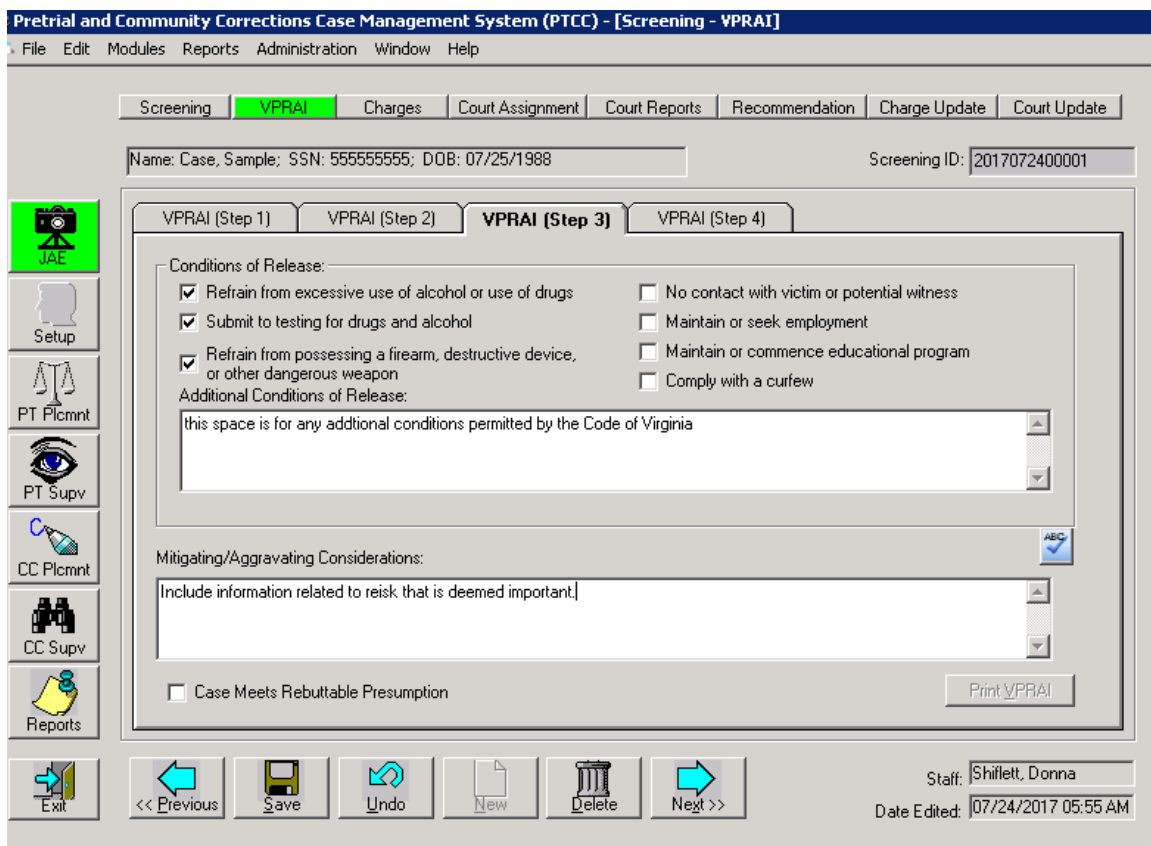 Pretrial and Community Corrections Case Management System (PTCC) - [Screening - VPRAI]
File Edit Modules Reports Administration Window Help
Screening VPRAI Charges Court Assignment Court Reports Recommendation Charge Update Court Update
Name: Case, Sample; SSN: 555555555; DOB: 07/25/1988 Screening ID: 2017072400001
VPRAI (Step 1) VPRAI (Step 2) VPRAI (Step 3) VPRAI (Step 4)
JAE
Setup
PT Plcmnt
PT Supv
CC Plcmnt
CC Supv
Reports
Exit
Conditions of Release:
Refrain from excessive use of alcohol or use of drugs
Submit to testing for drugs and alcohol
Refrain from possessing a firearm, destructive device,
or other dangerous weapon
No contact with victim or potential witness
Maintain or seek employment
Maintain or commence educational program
Comply with a curfew
Additional Conditions of Release:
this space is for any addtional conditions permitted by the Code of Virginia
ABC
Mitigating/Aggravating Considerations:
Include information related to reisk that is deemed important.
Case Meets Rebuttable Presumption
Print VPRAI
<< Previous Save Undo New Delete Next >>
Staff: Shiflett, Donna
Date Edited: 07/24/2017 05:55 AM